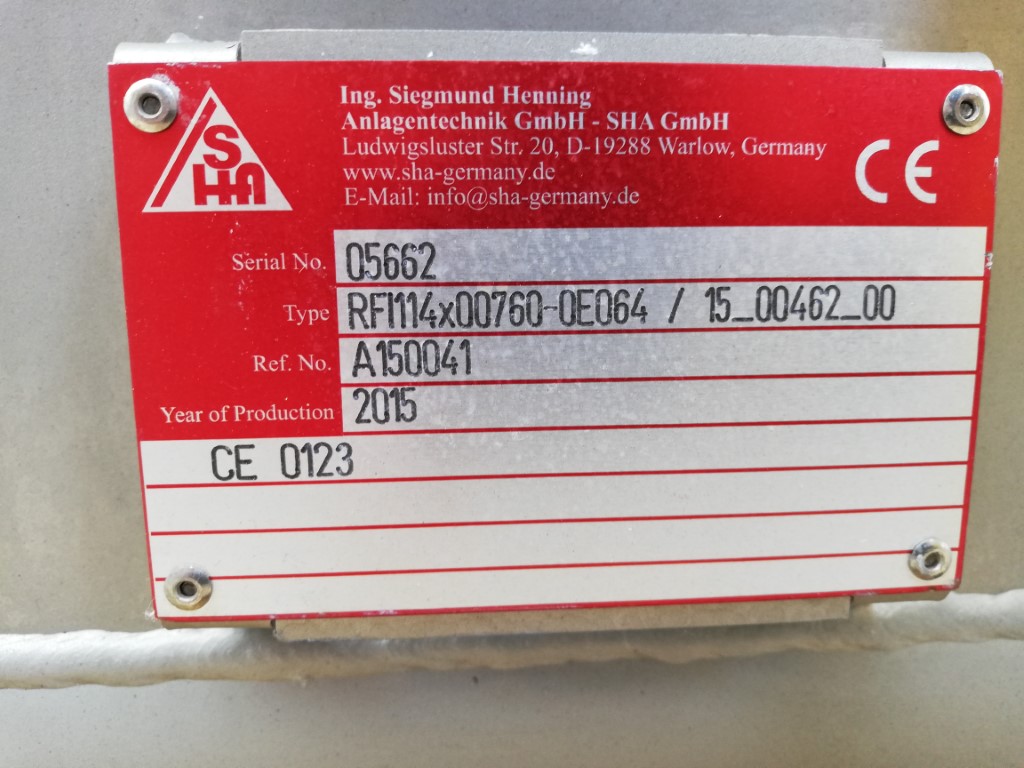 SHA
Ing. Siegmund Henning
Anlagentechnik GmbH - SHA GmbH
Ludwigsluster Str. 20, D-19288 Warlow, Germany
www.sha-germany.de
E-Mail: info@sha-germany.de
CE
Serial No. 05662
Type RFI114x00760-0E064 / 15_00462_00
Ref. No. A150041
Year of Production 2015
CE 0123